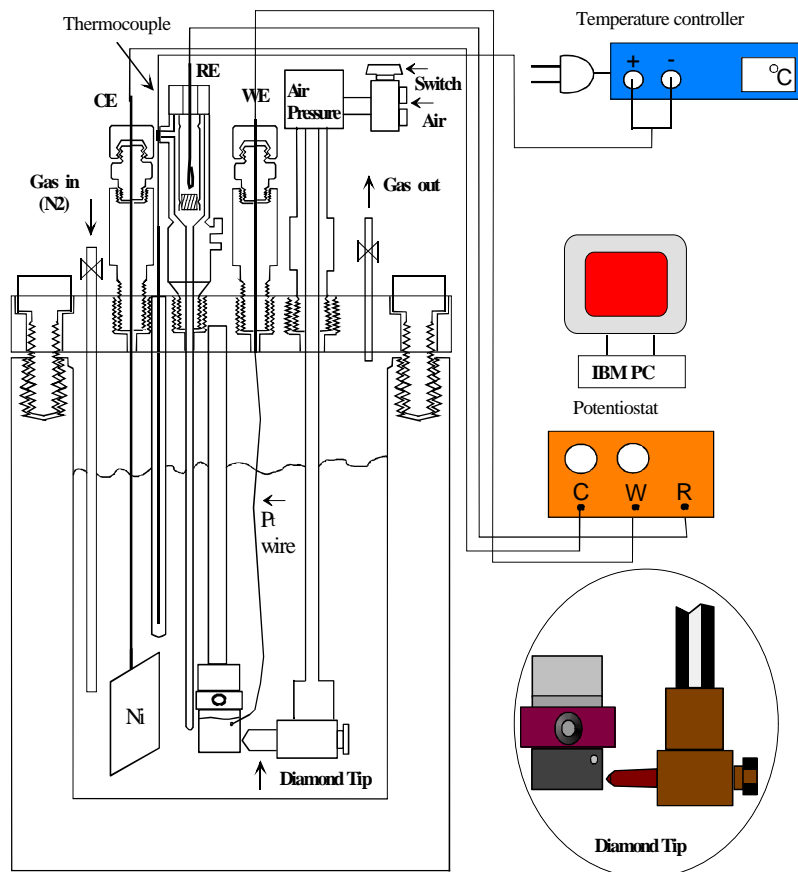 Thermocouple
Temperature controller
RE
CE
WE
Air
Pressure
Switch
Air
+ -
°C
Gas in
(N2)
Gas out
IBM PC
Potentiostat
C W R
Pt
wire
Ni
Diamond Tip
Diamond Tip